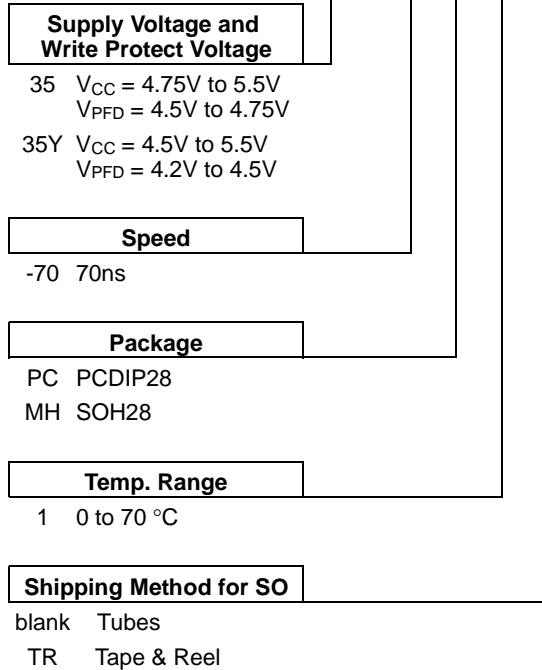 Supply Voltage and
Write Protect Voltage
35 VCC = 4.75V to 5.5V
VPFD = 4.5V to 4.75V
35Y VCC = 4.5V to 5.5V
VPFD = 4.2V to 4.5V
Speed
-70 70ns
Package
PC PCDIP28
MH SOH28
Temp. Range
1 0 to 70 °C
Shipping Method for SO
blank Tubes
TR Tape & Reel